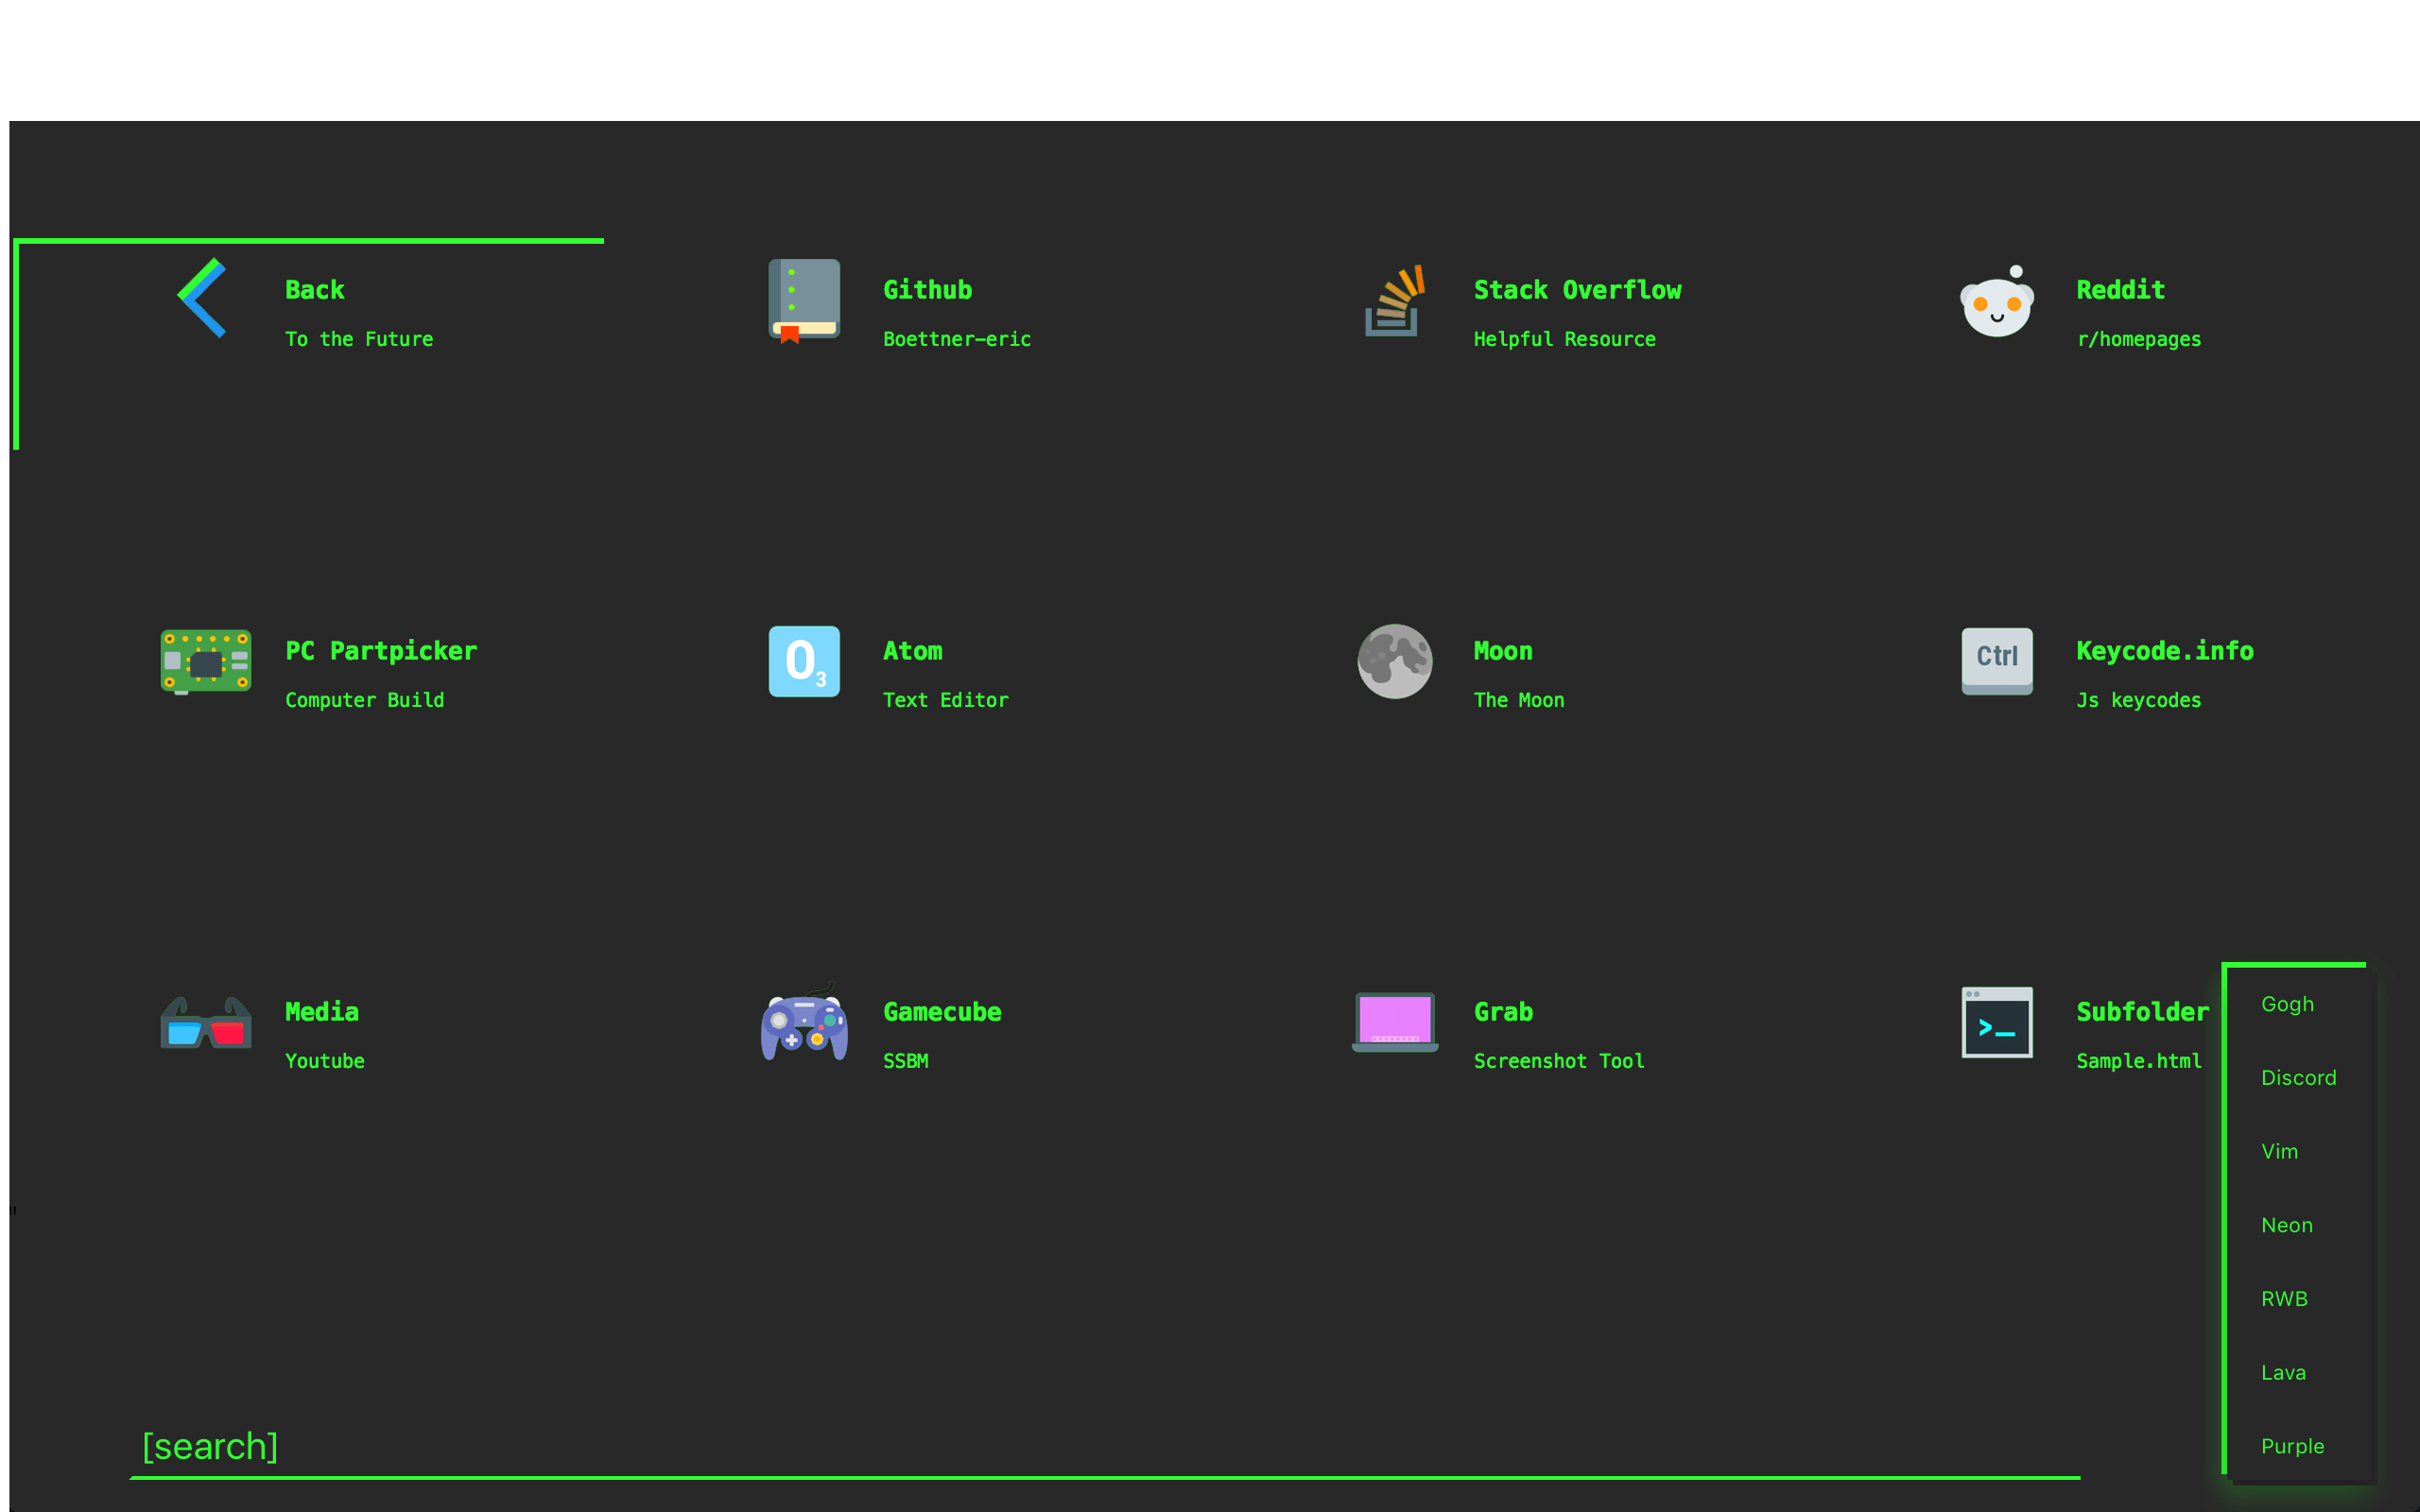 Back
To the Future
Github
Boettner-eric
Stack Overflow
Helpful Resource
Reddit
r/homepages
PC Partpicker
Computer Build
O3
Atom
Text Editor
Moon
The Moon
Ctrl
Keycode.info
Js keycodes
Media
Youtube
Gamecube
SSBM
Grab
Screenshot Tool
>_
Subfolder
Sample.html
Gogh
Discord
Vim
Neon
RWB
Lava
Purple
"
[search]